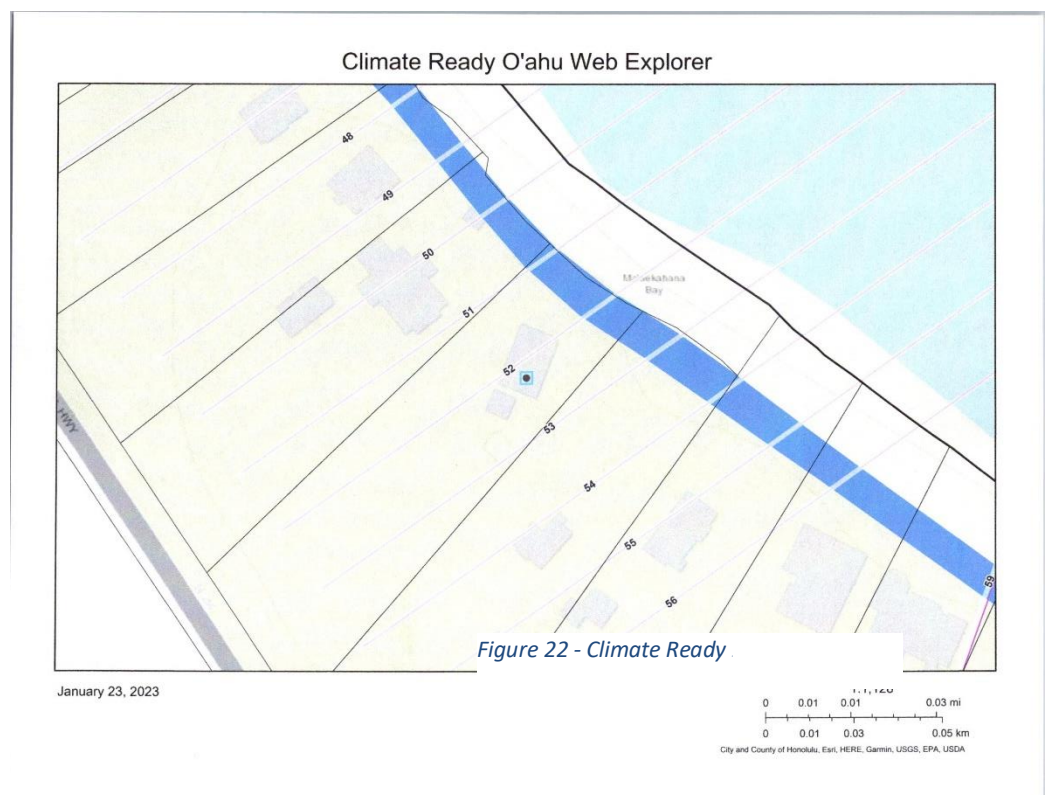 Climate Ready O'ahu Web Explorer
48
49
50
Malaekahana
Bay
51
52
HWY
53
54
55
59
56
Figure 22 - Climate Ready
January 23, 2023
0 0.01 0.01 0.03 mi
0 0.01 0.03 0.05 km
City and County of Honolulu, Esri, HERE, Garmin, USGS, EPA, USDA